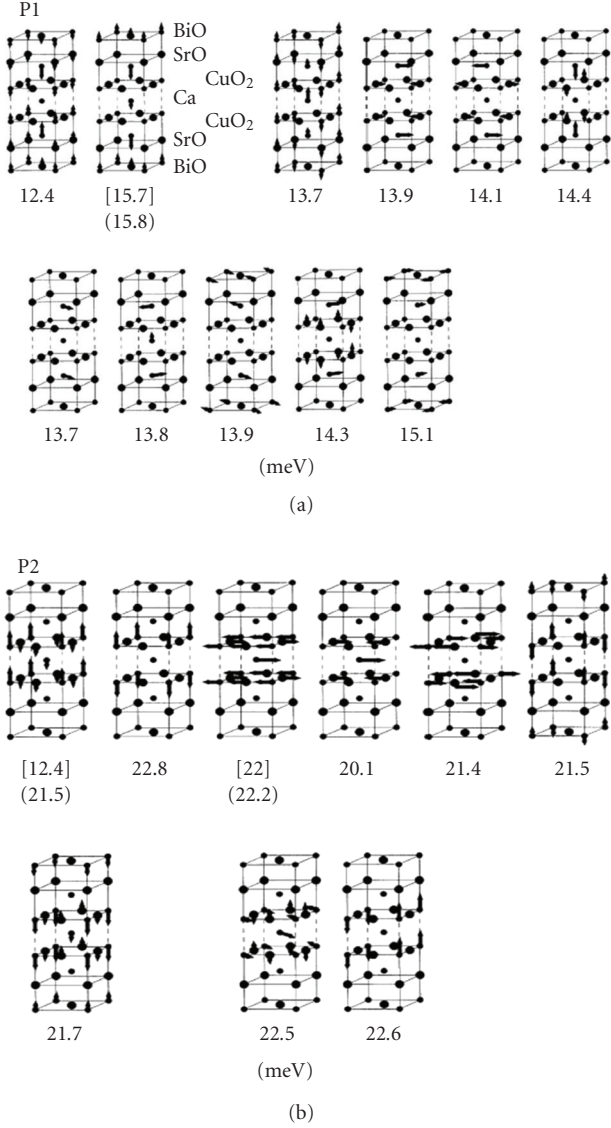 P1
BiO
SrO
CuO2
Ca
CuO2
SrO
BiO
12.4 [15.7] 13.7 13.9 14.1 14.4
(15.8)
13.7 13.8 13.9 14.3 15.1
(meV)
(a)
P2
[12.4] 22.8 [22] 20.1 21.4 21.5
(21.5) (22.2)
21.7 22.5 22.6
(meV)
(b)